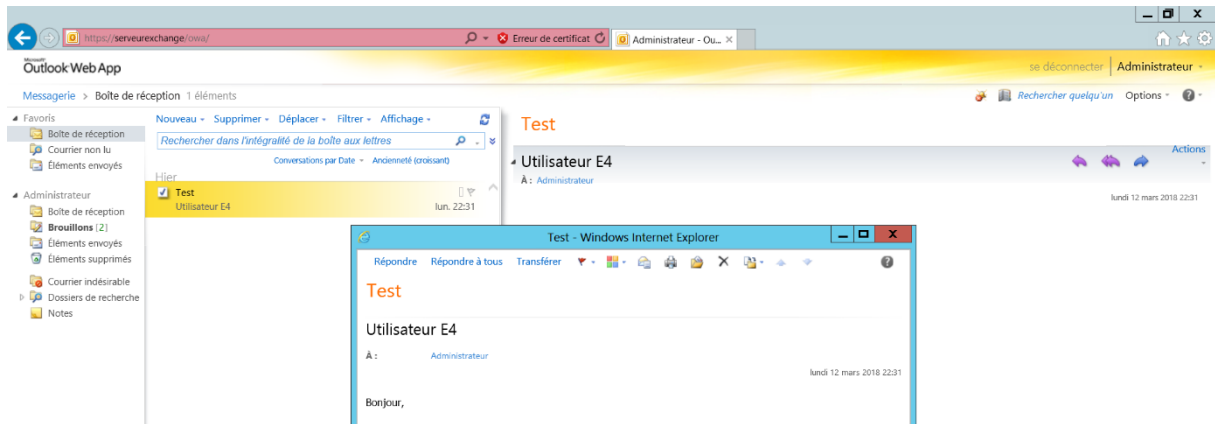 https://serveurexchange/owa/
Erreur de certificat
Administrateur - Ou...
Microsoft
Outlook Web App
se déconnecter
Administrateur
Messagerie > Boîte de réception 1 éléments
Rechercher quelqu'un
Options
Favoris
Boîte de réception
Courrier non lu
Éléments envoyés
Administrateur
Boîte de réception
Brouillons [2]
Éléments envoyés
Éléments supprimés
Courrier indésirable
Dossiers de recherche
Notes
Nouveau Supprimer Déplacer Filtrer Affichage
Rechercher dans l'intégralité de la boîte aux lettres
Conversations par Date Ancienneté (croissant)
Hier
Test
Utilisateur E4 lun. 22:31
Test
Utilisateur E4
Actions
À : Administrateur
lundi 12 mars 2018 22:31
Test - Windows Internet Explorer
Répondre Répondre à tous Transférer
Test
Utilisateur E4
À : Administrateur
lundi 12 mars 2018 22:31
Bonjour,